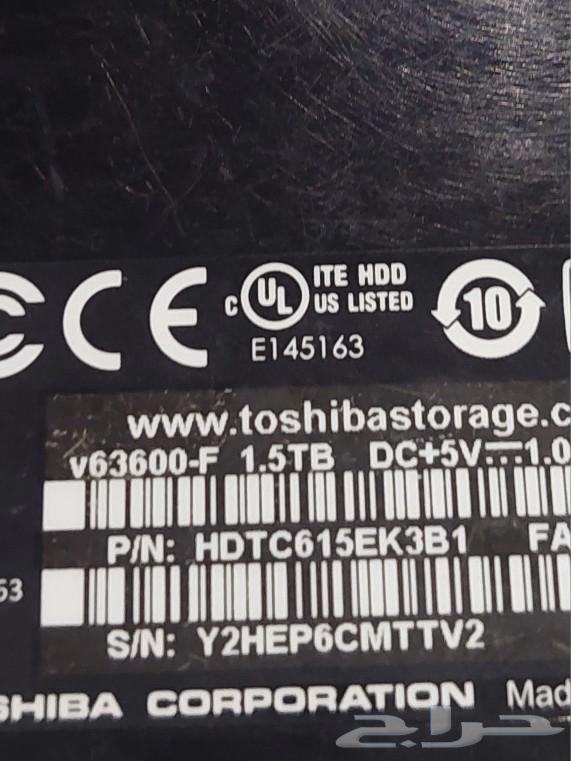 CE
c UL ITE HDD
US LISTED
E145163
10
www.toshibastorage.c
v63600-F 1.5TB DC+5V⎓1.0
P/N: HDTC615EK3B1 FA
53
S/N: Y2HEP6CMTTV2
SHIBA CORPORATION Mad
حراج